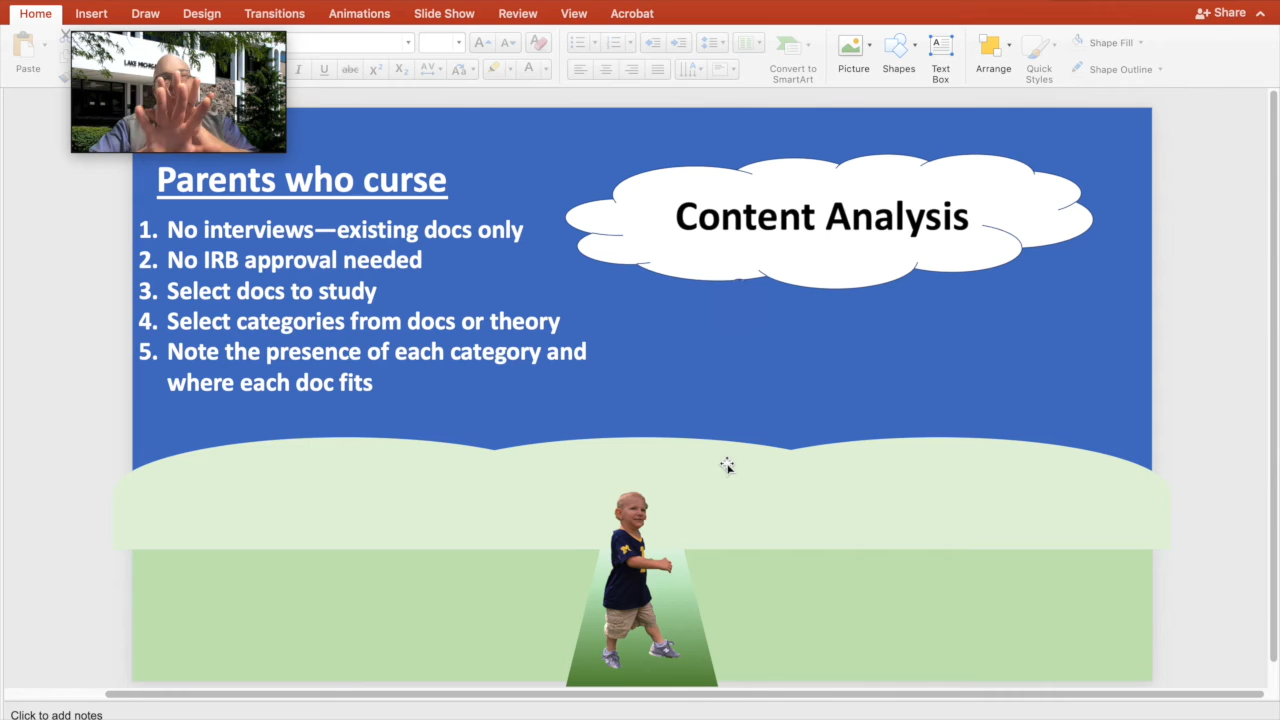 Home Insert Draw Design Transitions Animations Slide Show Review View Acrobat Share
Paste
Convert to
SmartArt
Picture
Shapes
Text
Box
Arrange
Quick
Styles
Shape Fill
Shape Outline
Parents who curse
1. No interviews—existing docs only
2. No IRB approval needed
3. Select docs to study
4. Select categories from docs or theory
5. Note the presence of each category and
where each doc fits
Content Analysis
Click to add notes